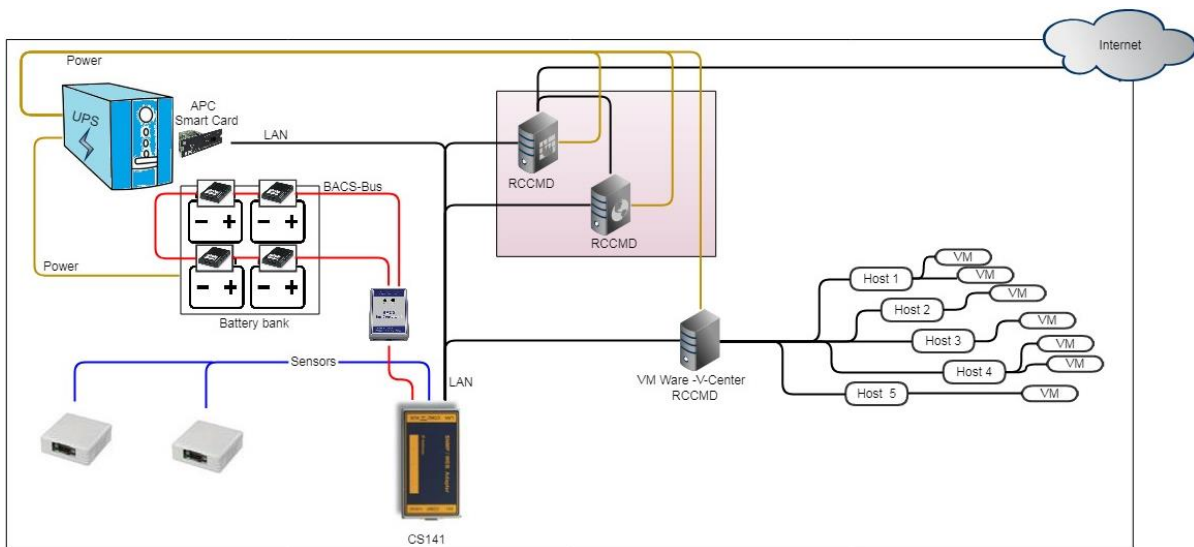 Internet
Power
UPS
APC
Smart Card
LAN
RCCMD
BACS-Bus
RCCMD
Power
Battery bank
Host 1
VM
VM
Host 2
VM
Host 3
VM
Host 4
VM
VM
Host 5
VM
Sensors
LAN
VM Ware -V-Center
RCCMD
CS141